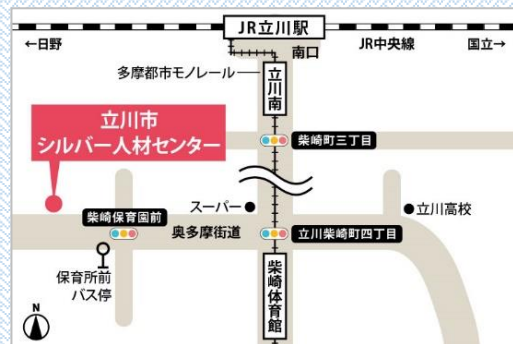 JR立川駅
←日野
南口
JR中央線
国立→
多摩都市モノレール
立川南
立川市
シルバー人材センター
柴崎町三丁目
スーパー
立川高校
柴崎保育園前
奥多摩街道
立川柴崎町四丁目
保育所前
バス停
柴崎体育館
N